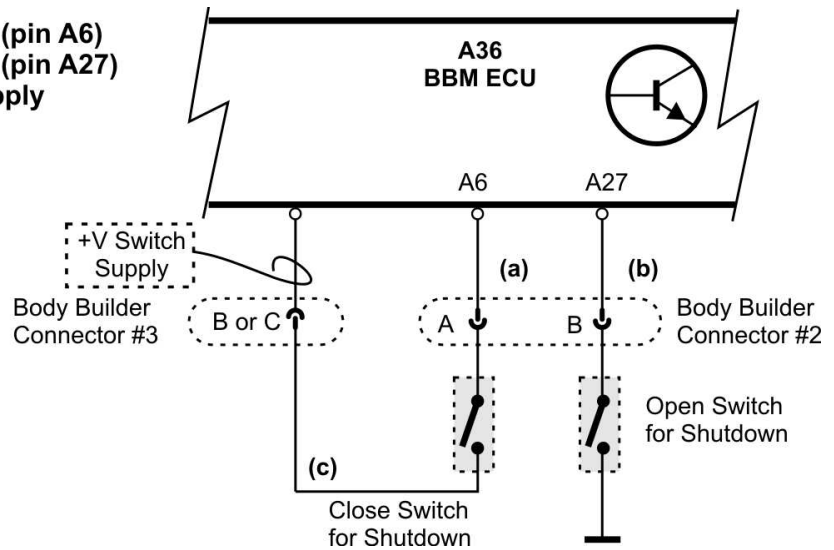 (pin A6)
(pin A27)
A36
BBM ECU
A6
A27
+V Switch
Supply
(a)
(b)
Body Builder
Connector #3
B or C
A
B
Body Builder
Connector #2
Open Switch
for Shutdown
(c)
Close Switch
for Shutdown